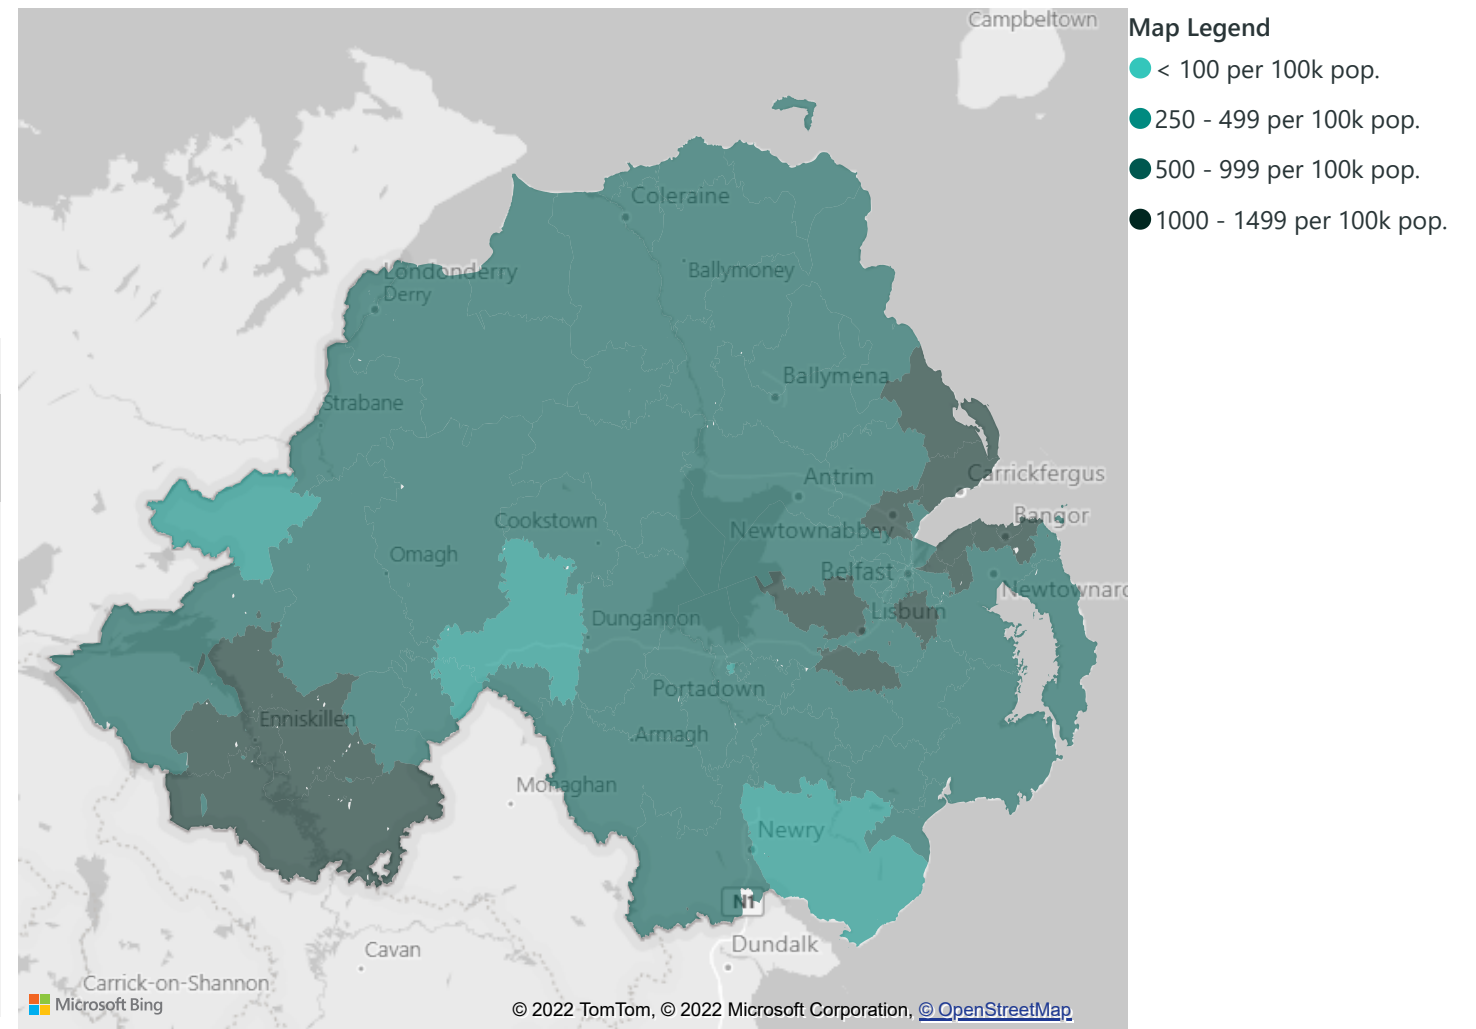 Campbeltown
Map Legend
< 100 per 100k pop.
250 - 499 per 100k pop.
500 - 999 per 100k pop.
1000 - 1499 per 100k pop.
Coleraine
Londonderry
Derry
Ballymoney
Ballymena
Strabane
Antrim
Carrickfergus
Cookstown
Newtownabbey
Bangor
Omagh
Belfast
Newtownarc
Dungannon
Lisburn
Portadown
Enniskillen
Armagh
Monaghan
Newry
N1
Cavan
Dundalk
Carrick-on-Shannon
Microsoft Bing
© 2022 TomTom, © 2022 Microsoft Corporation, © OpenStreetMap